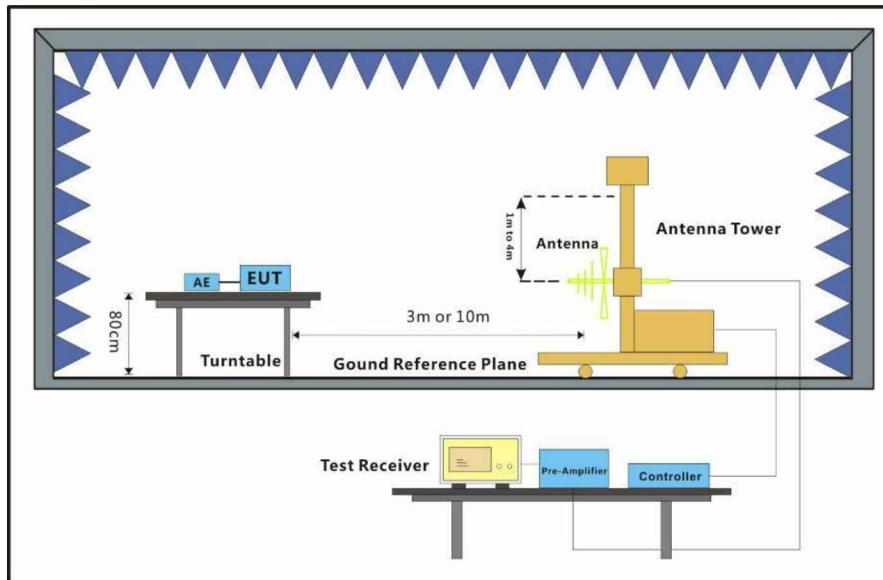 1m to 4m
Antenna
Antenna Tower
AE
EUT
80cm
3m or 10m
Turntable
Gound Reference Plane
Test Receiver
Pre-Amplifier
Controller